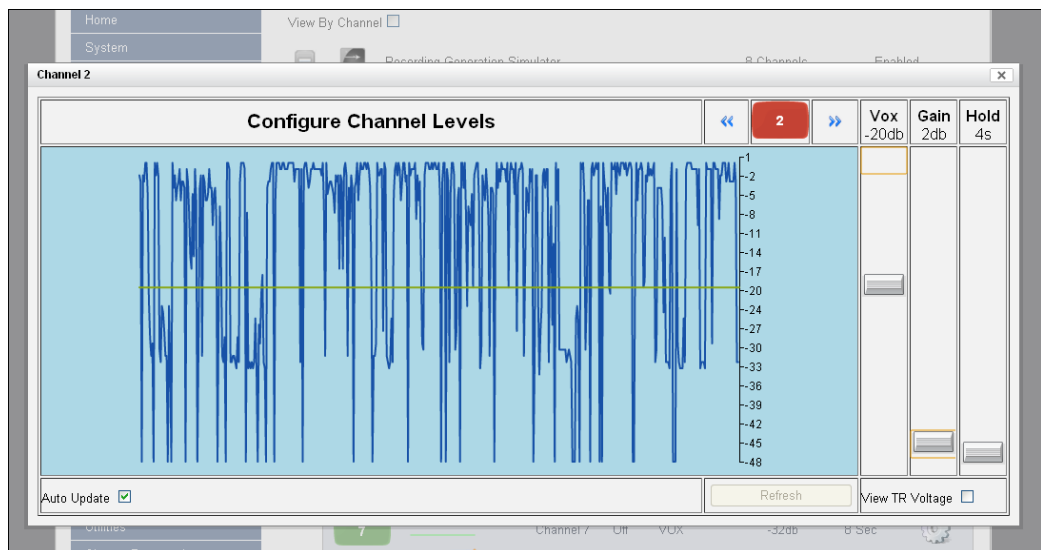 Home
View By Channel
System
Recording Generation Simulator 8 Channels Enabled
Channel 2
Configure Channel Levels
2
Vox Gain Hold
-20db 2db 4s
1
-2
-5
-8
-11
-14
-17
-20
-24
-27
-30
-33
-36
-39
-42
-45
-48
Auto Update
Refresh
View TR Voltage
Utilities
7 Channel 7 Off VOX -32db 8 Sec